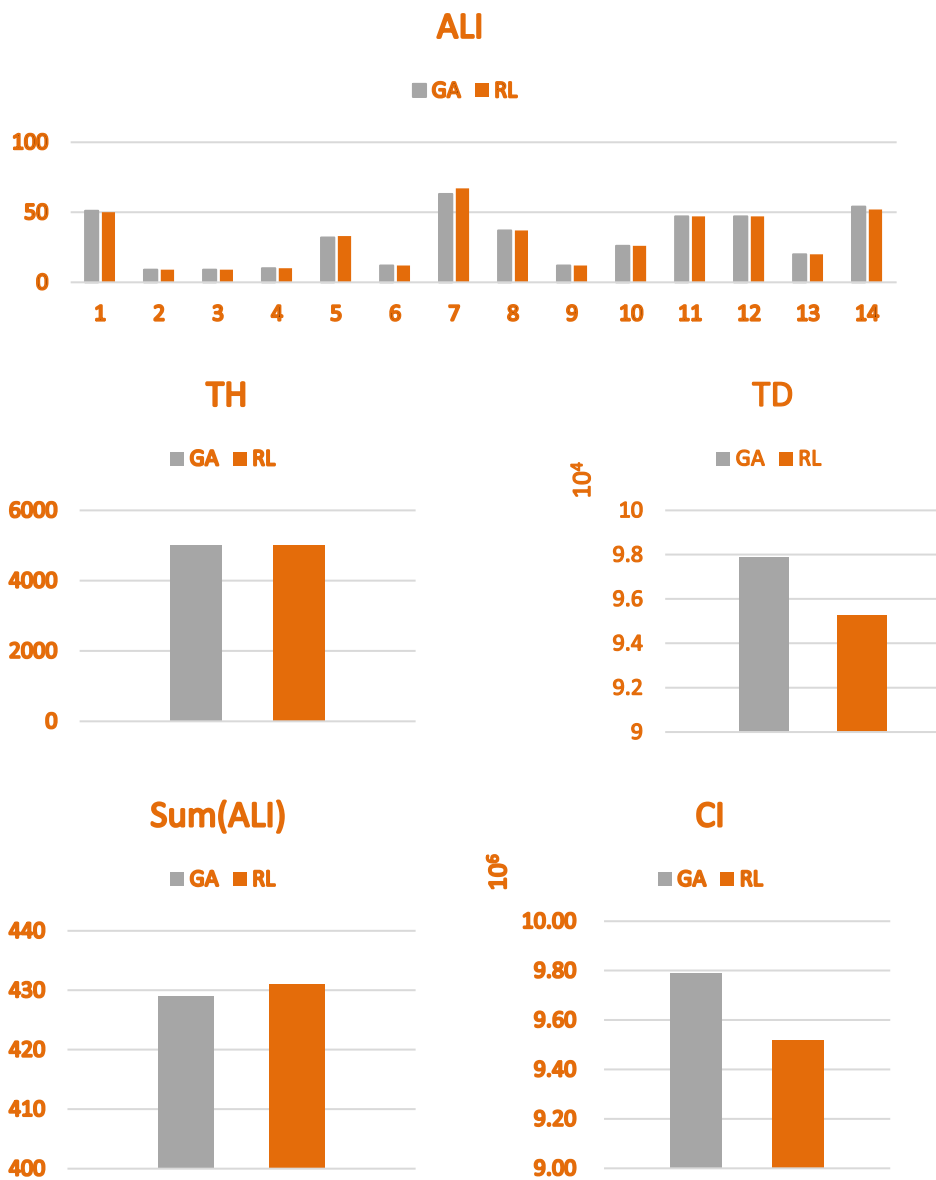 ALI
GA RL
100
50
0
1 2 3 4 5 6 7 8 9 10 11 12 13 14
TH
GA RL
6000
4000
2000
0
TD
GA RL
10⁴
10
9.8
9.6
9.4
9.2
9
Sum(ALI)
GA RL
440
430
420
410
400
CI
GA RL
10⁶
10.00
9.80
9.60
9.40
9.20
9.00